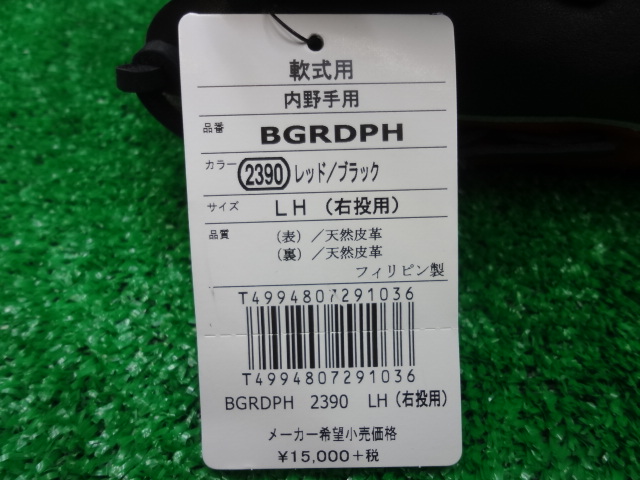 軟式用
内野手用
品番 BGRDPH
カラー 2390 レッド/ブラック
サイズ LH (右投用)
品質 (表)/天然皮革
(裏)/天然皮革
フィリピン製
T4994807291036
T4994807291036
BGRDPH 2390 LH (右投用)
メーカー希望小売価格
¥15,000+税